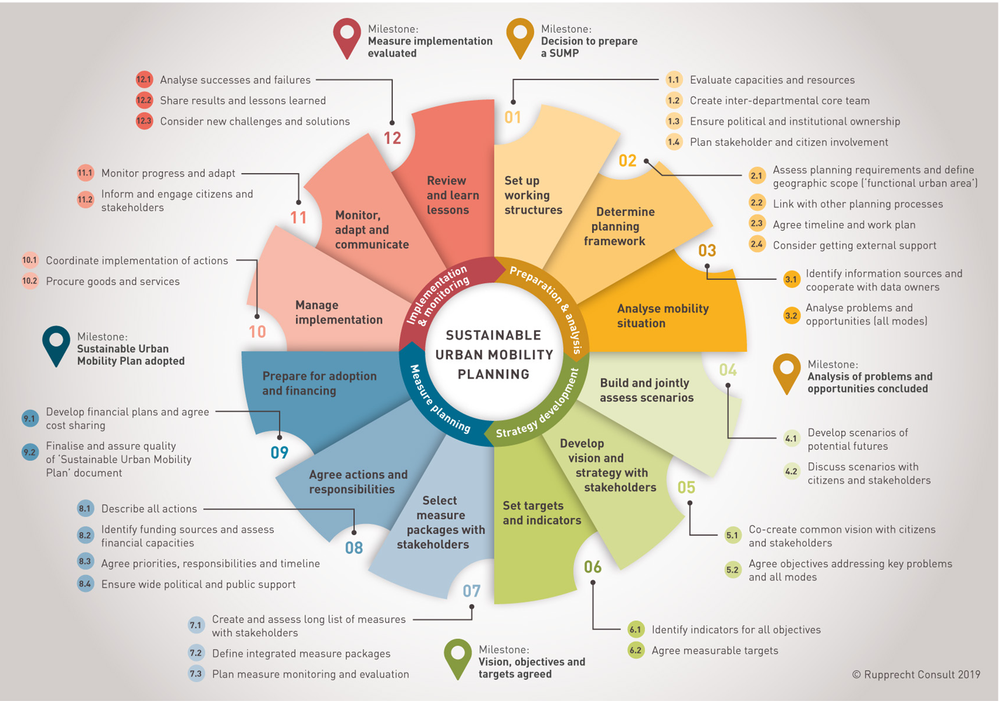 Milestone:
Measure implementation
evaluated
Milestone:
Decision to prepare
a SUMP
01
1.1 Evaluate capacities and resources
1.2 Create inter-departmental core team
1.3 Ensure political and institutional ownership
1.4 Plan stakeholder and citizen involvement
Set up
working
structures
02
2.1 Assess planning requirements and define
geographic scope (‘functional urban area’)
2.2 Link with other planning processes
2.3 Agree timeline and work plan
2.4 Consider getting external support
Determine
planning
framework
03
3.1 Identify information sources and
cooperate with data owners
3.2 Analyse problems and
opportunities (all modes)
Analyse mobility
situation
Milestone:
Analysis of problems and
opportunities concluded
04
4.1 Develop scenarios of
potential futures
4.2 Discuss scenarios with
citizens and stakeholders
Build and jointly
assess scenarios
05
5.1 Co-create common vision with citizens
and stakeholders
5.2 Agree objectives addressing key problems
and all modes
Develop
vision and
strategy with
stakeholders
06
6.1 Identify indicators for all objectives
6.2 Agree measurable targets
Set targets
and indicators
Milestone:
Vision, objectives and
targets agreed
07
7.1 Create and assess long list of measures
with stakeholders
7.2 Define integrated measure packages
7.3 Plan measure monitoring and evaluation
Select
measure
packages with
stakeholders
08
8.1 Describe all actions
8.2 Identify funding sources and assess
financial capacities
8.3 Agree priorities, responsibilities and timeline
8.4 Ensure wide political and public support
Agree actions and
responsibilities
09
9.1 Develop financial plans and agree
cost sharing
9.2 Finalise and assure quality
of ‘Sustainable Urban Mobility
Plan’ document
Prepare for adoption
and financing
Milestone:
Sustainable Urban
Mobility Plan adopted
10
10.1 Coordinate implementation of actions
10.2 Procure goods and services
Manage
implementation
11
11.1 Monitor progress and adapt
11.2 Inform and engage citizens and
stakeholders
Monitor,
adapt and
communicate
12
12.1 Analyse successes and failures
12.2 Share results and lessons learned
12.3 Consider new challenges and solutions
Review
and learn
lessons
Preparation & analysis
Strategy development
Measure planning
Implementation
& monitoring
SUSTAINABLE
URBAN MOBILITY
PLANNING
© Rupprecht Consult 2019